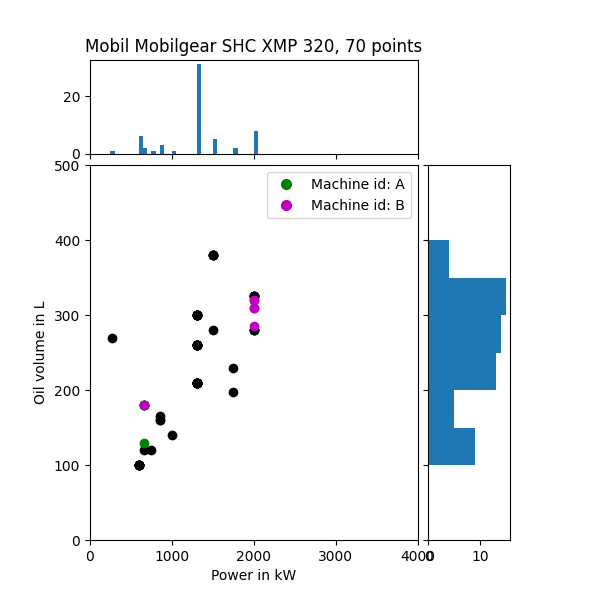 Mobil Mobilgear SHC XMP 320, 70 points
20
0
500
400
300
200
100
0
Oil volume in L
Machine id: A
Machine id: B
0 1000 2000 3000 4000
0 10
Power in kW